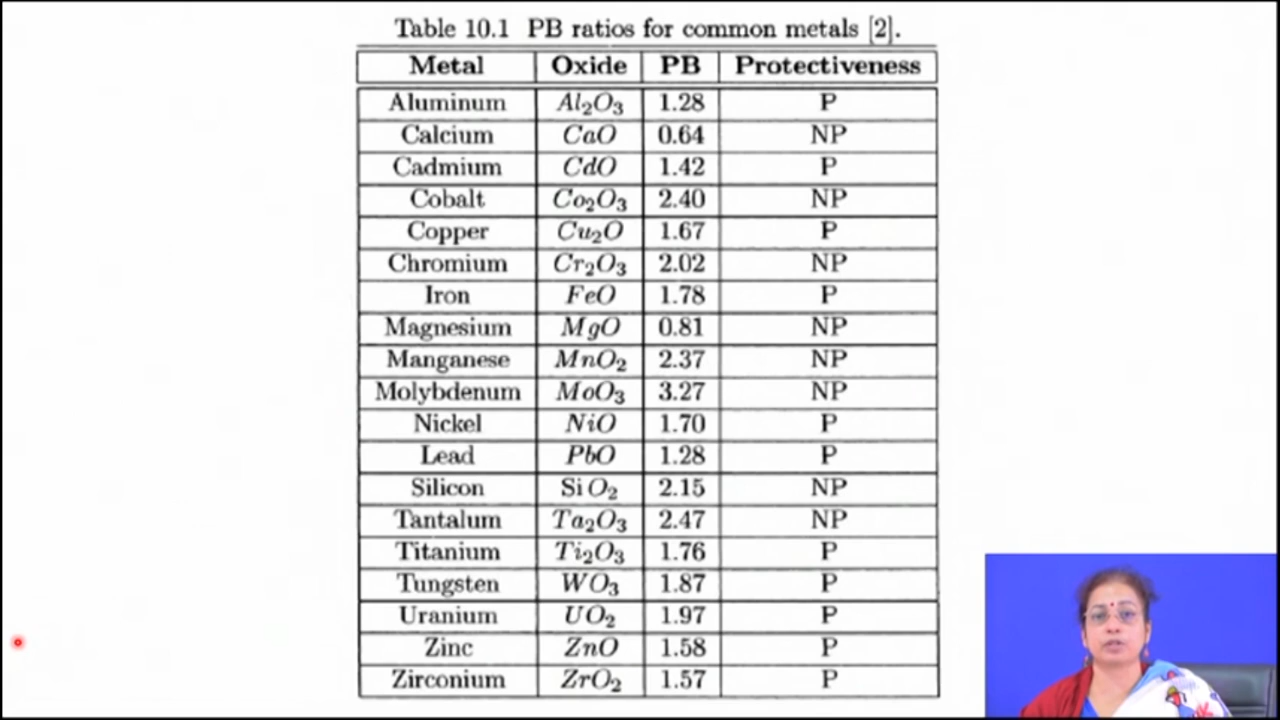 Table 10.1 PB ratios for common metals [2].
Metal Oxide PB Protectiveness
Aluminum Al₂O₃ 1.28 P
Calcium CaO 0.64 NP
Cadmium CdO 1.42 P
Cobalt Co₂O₃ 2.40 NP
Copper Cu₂O 1.67 P
Chromium Cr₂O₃ 2.02 NP
Iron FeO 1.78 P
Magnesium MgO 0.81 NP
Manganese MnO₂ 2.37 NP
Molybdenum MoO₃ 3.27 NP
Nickel NiO 1.70 P
Lead PbO 1.28 P
Silicon Si O₂ 2.15 NP
Tantalum Ta₂O₃ 2.47 NP
Titanium Ti₂O₃ 1.76 P
Tungsten WO₃ 1.87 P
Uranium UO₂ 1.97 P
Zinc ZnO 1.58 P
Zirconium ZrO₂ 1.57 P